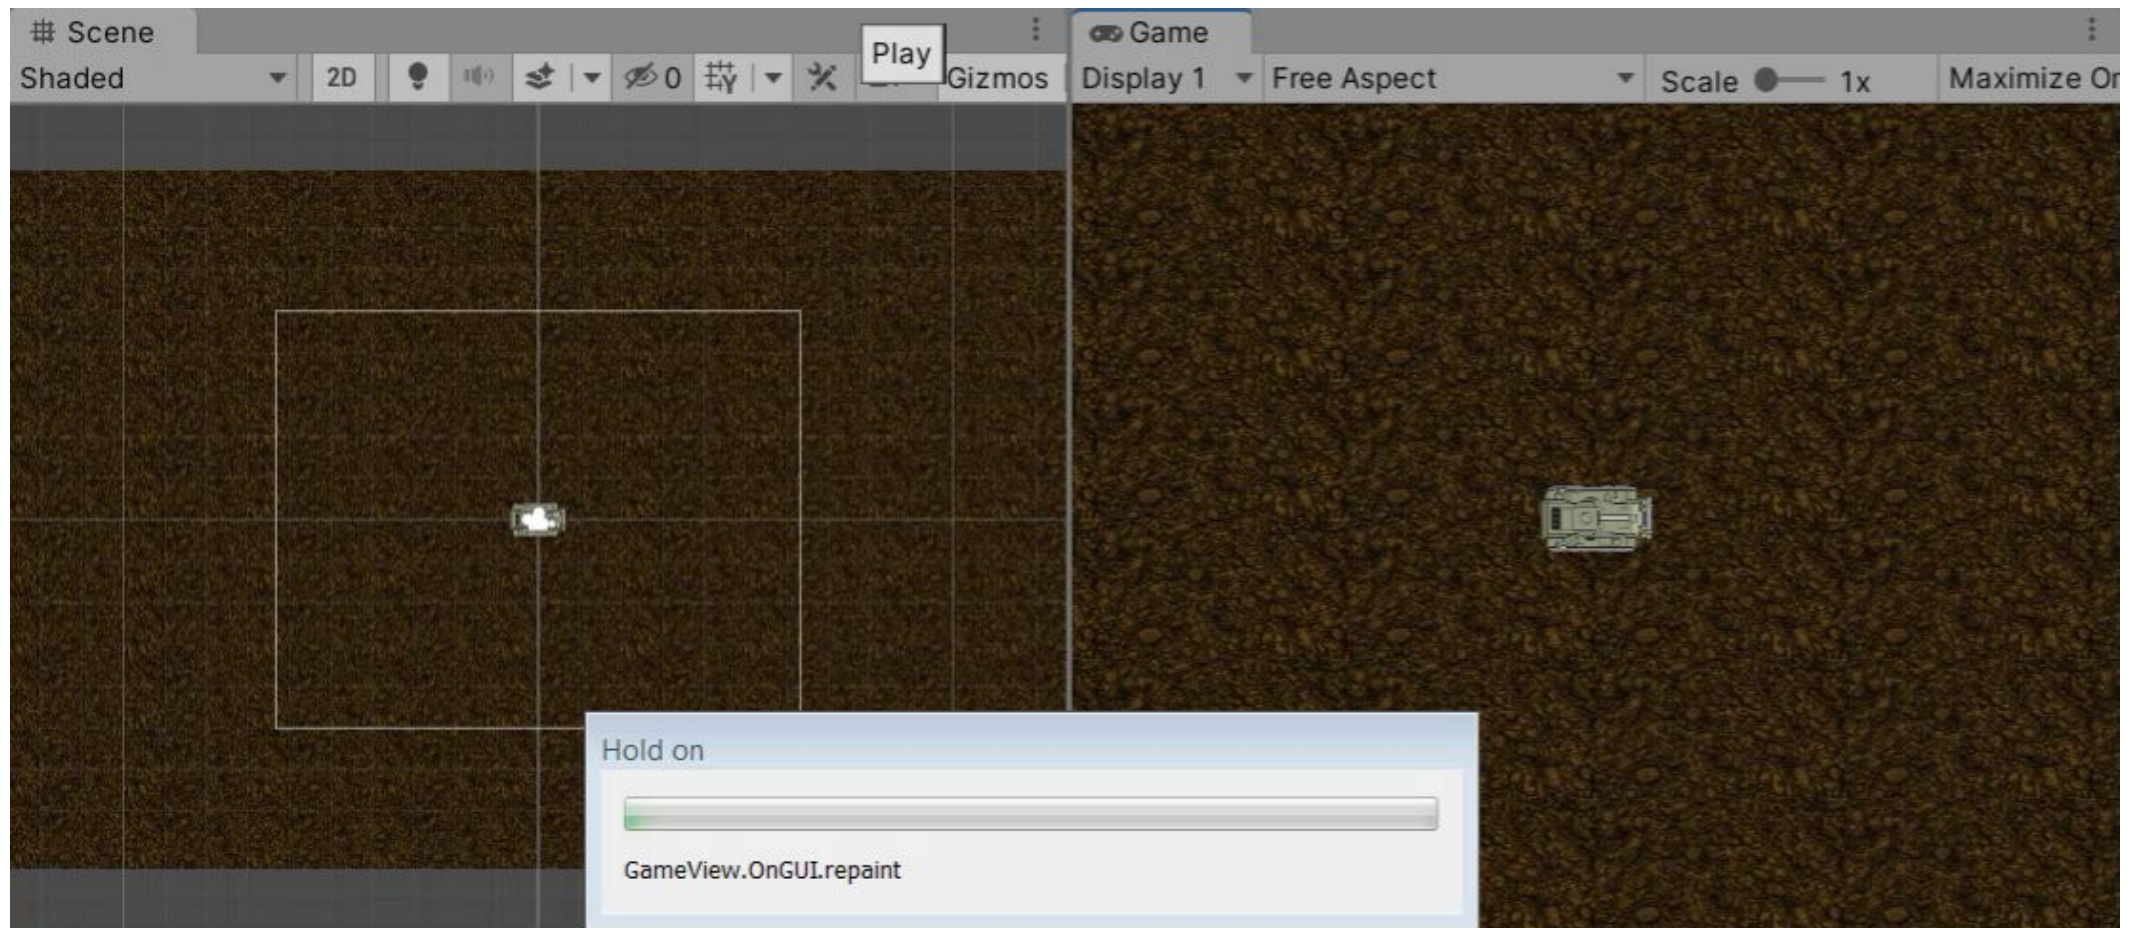 Scene
Play
Game
Shaded
2D
0
Gizmos
Display 1
Free Aspect
Scale
1x
Maximize Or
Hold on
GameView.OnGUI.repaint